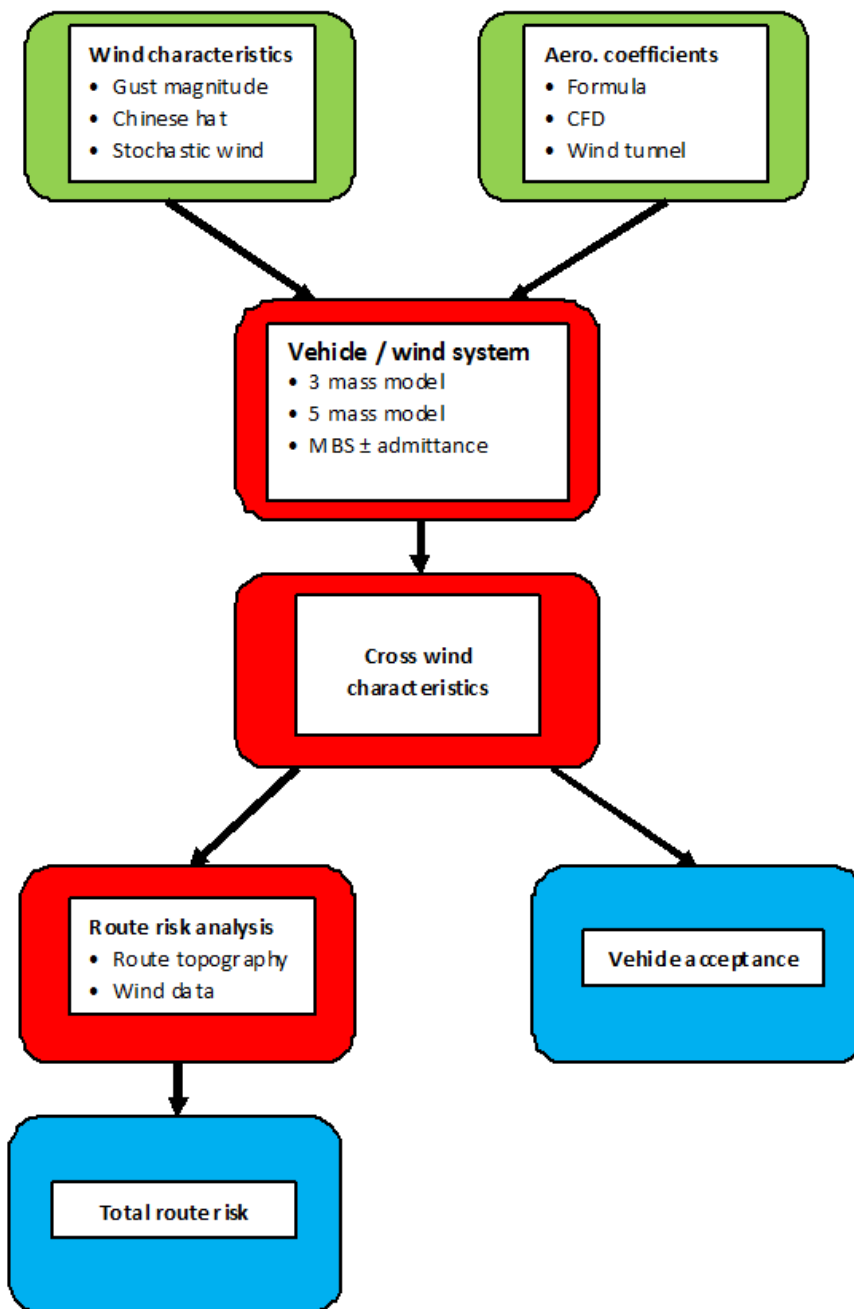 Wind characteristics
• Gust magnitude
• Chinese hat
• Stochastic wind
Aero. coefficients
• Formula
• CFD
• Wind tunnel
Vehicle / wind system
• 3 mass model
• 5 mass model
• MBS ± admittance
Cross wind
characteristics
Route risk analysis
• Route topography
• Wind data
Vehicle acceptance
Total route risk